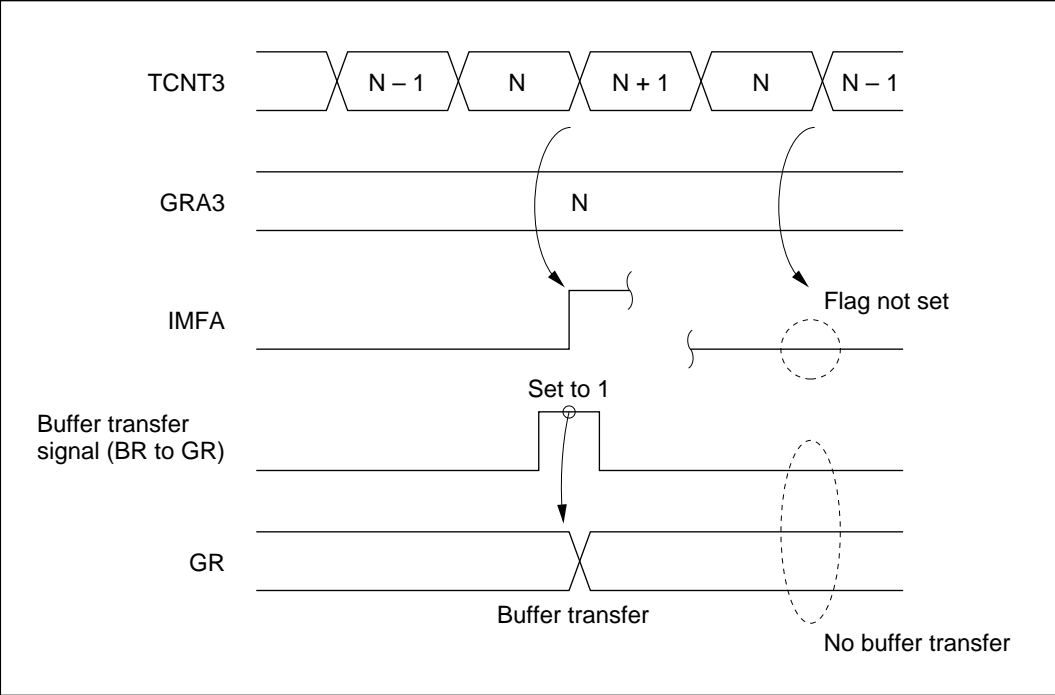 TCNT3
N – 1 N N + 1 N N – 1
GRA3
N
IMFA
Flag not set
Set to 1
Buffer transfer
signal (BR to GR)
GR
Buffer transfer
No buffer transfer